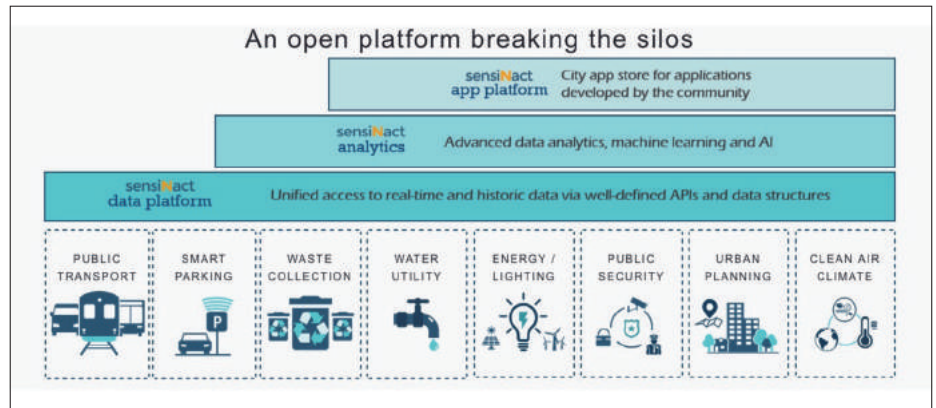 An open platform breaking the silos
sensiNact
app platform
City app store for applications
developed by the community
sensiNact
analytics
Advanced data analytics, machine learning and AI
sensiNact
data platform
Unified access to real-time and historic data via well-defined APIs and data structures
PUBLIC
TRANSPORT
SMART
PARKING
WASTE
COLLECTION
WATER
UTILITY
ENERGY /
LIGHTING
PUBLIC
SECURITY
URBAN
PLANNING
CLEAN AIR
CLIMATE
P